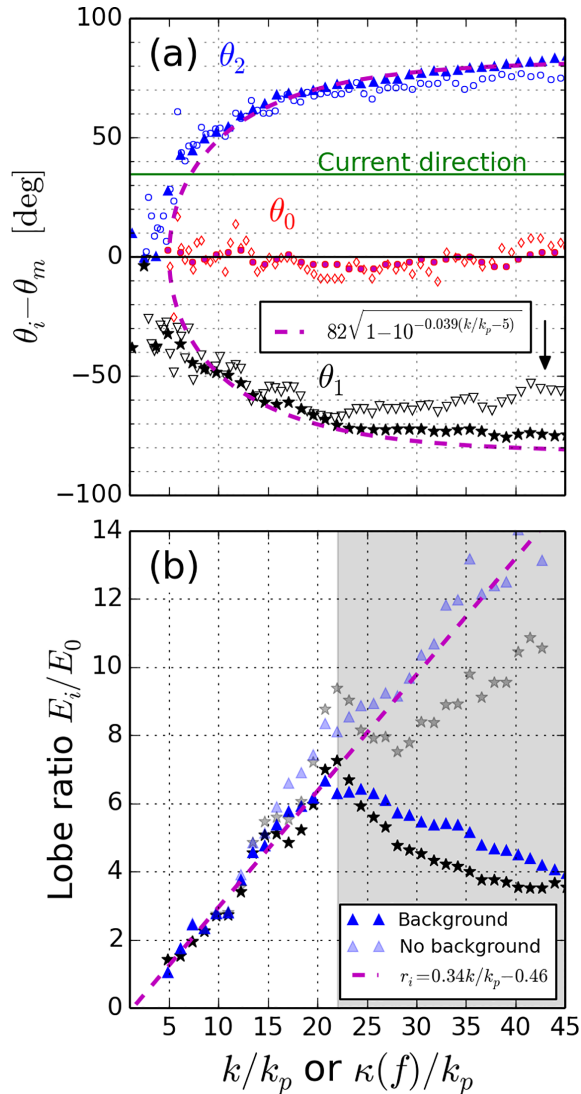 (a)
θ₂
100
50
0
−50
−100
θᵢ−θₘ [deg]
Current direction
θ₀
82√(1−10^(−0.039(k/kₚ−5)))
θ₁
(b)
14
12
10
8
6
4
2
0
Lobe ratio Eᵢ/E₀
Background
No background
rᵢ=0.34k/kₚ−0.46
5 10 15 20 25 30 35 40 45
k/kₚ or κ(f)/kₚ